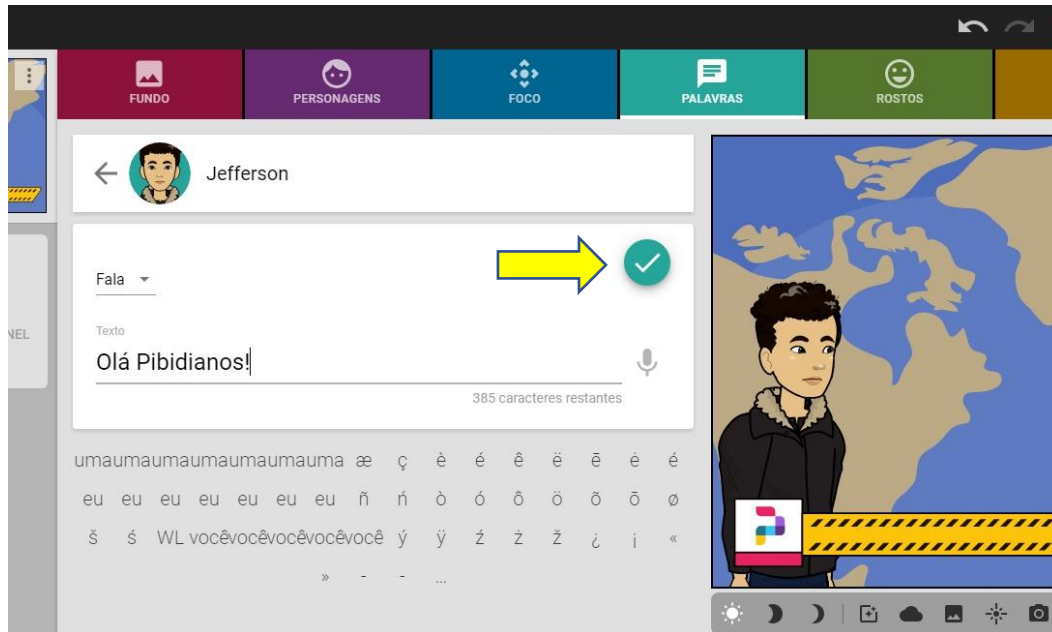 FUNDO
PERSONAGENS
FOCO
PALAVRAS
ROSTOS
Jefferson
Fala
NEL
Texto
Olá Pibidianos!
385 caracteres restantes
umaumaumaumaumaumauma æ ç è é ê ë ē ė é
eu eu eu eu eu eu eu ñ ń ò ó ô ö õ ō ø
š ś WL vocêvocêvocêvocêvocê ý ÿ ź ż ž ¿ ¡ «
» - - ...